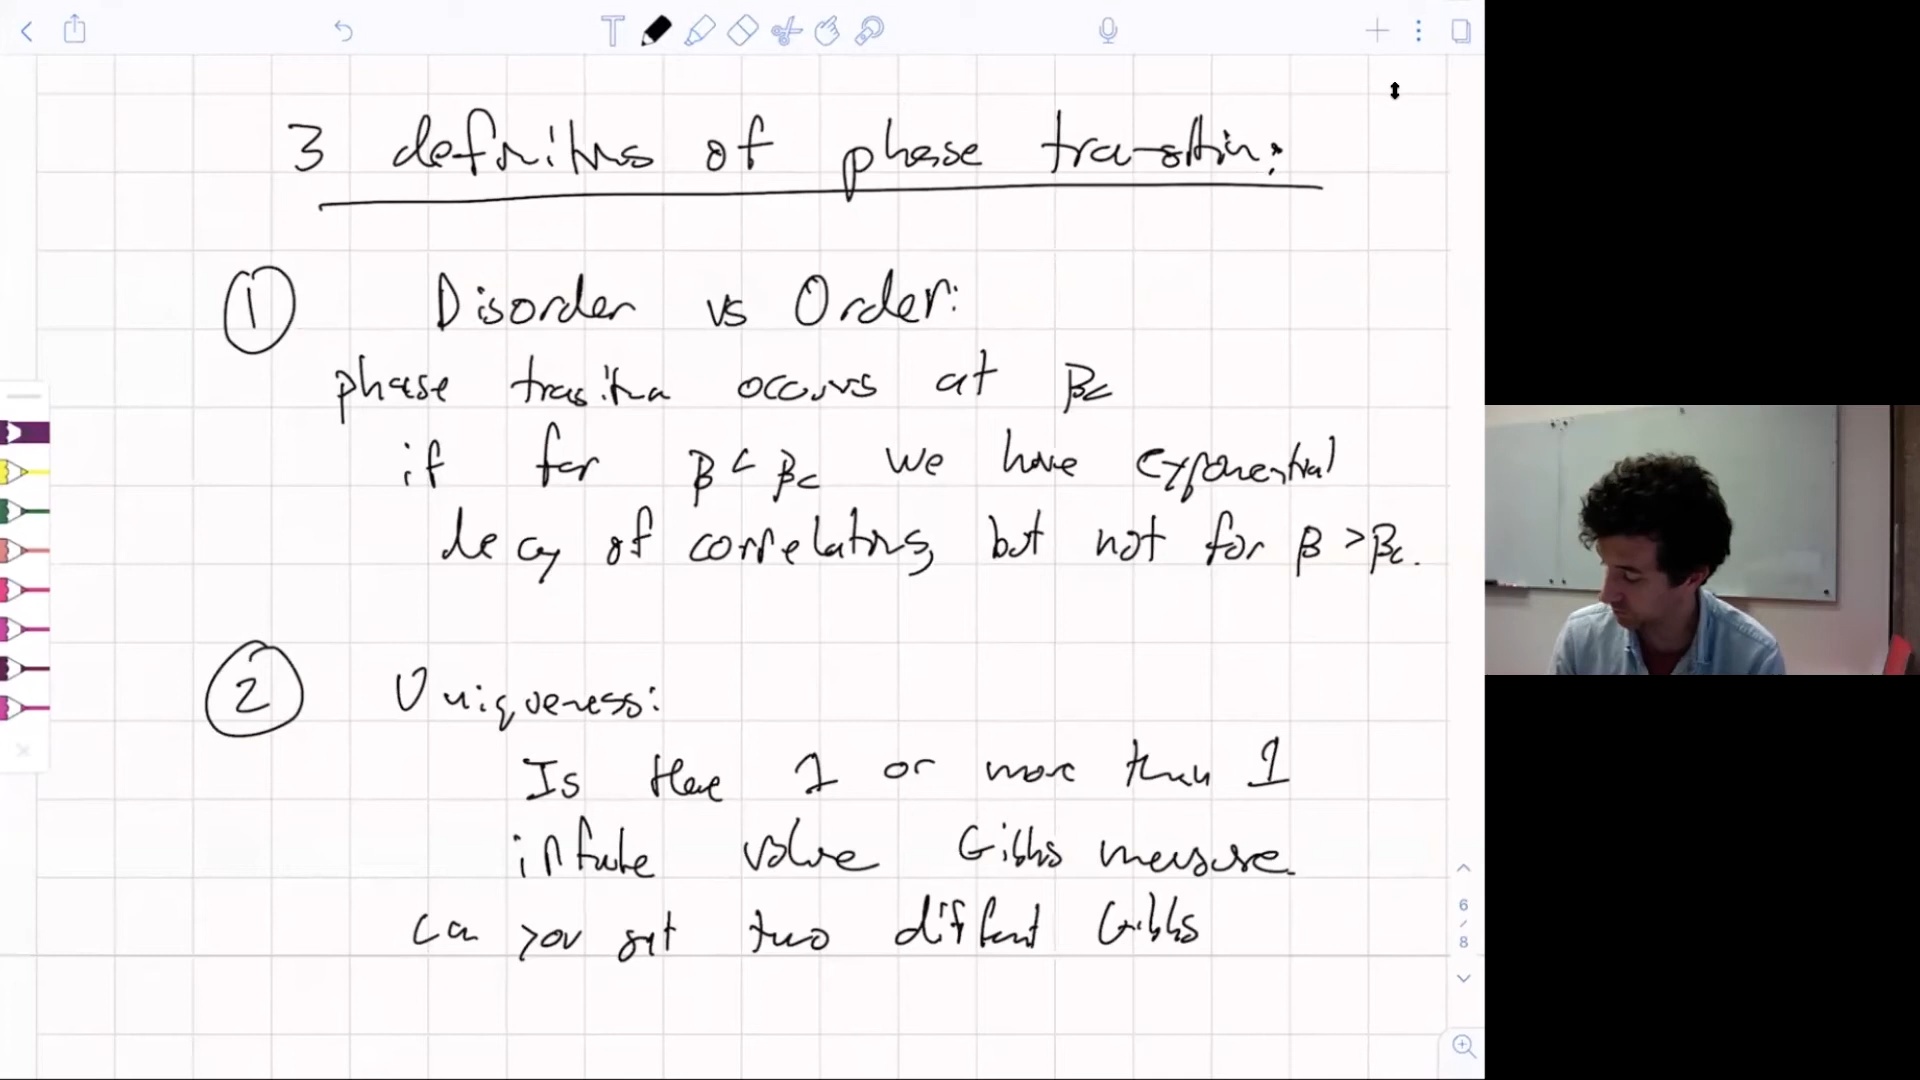 3 definitions of phase transition:
① Disorder vs Order:
phase transition occurs at βc
if for β < βc we have exponential
decay of correlations, but not for β > βc.
② Uniqueness:
Is there 1 or more than 1
infinite volume Gibbs measure.
Can you get two different Gibbs
T
6
/
8